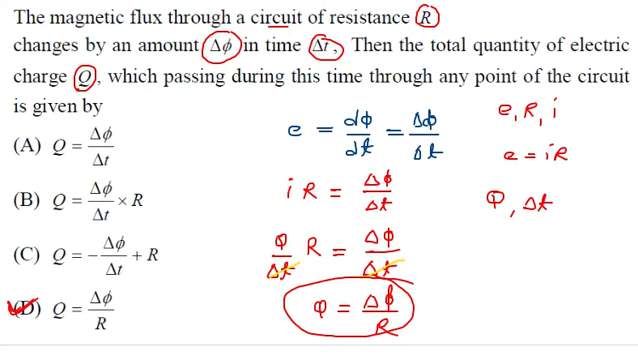 The magnetic flux through a circuit of resistance R
changes by an amount Δϕ in time Δt, Then the total quantity of electric
charge Q, which passing during this time through any point of the circuit
is given by
(A) Q = Δϕ/Δt
(B) Q = Δϕ/Δt × R
(C) Q = −Δϕ/Δt + R
(D) Q = Δϕ/R
e = dϕ/dt = Δϕ/Δt
i R = Δϕ/Δt
Q/Δt R = Δϕ/Δt
Q = Δϕ/R
e, R, i
e = iR
Q, Δt